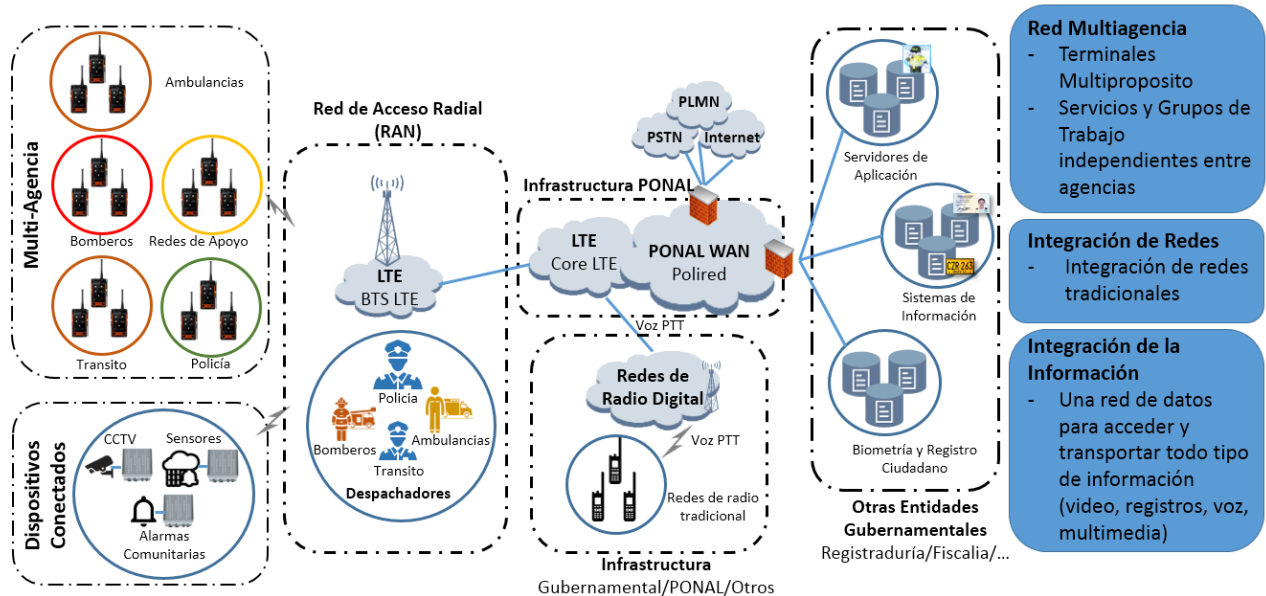 Multi-Agencia
Ambulancias
Bomberos
Redes de Apoyo
Transito
Policía
Dispositivos
Conectados
CCTV
Sensores
Alarmas
Comunitarias
Red de Acceso Radial
(RAN)
LTE
BTS LTE
Policia
Bomberos
Ambulancias
Transito
Despachadores
PLMN
PSTN
Internet
Infrastructura PONAL
LTE
Core LTE
PONAL WAN
Polired
Voz PTT
Redes de
Radio Digital
Voz PTT
Redes de radio
tradicional
Infrastructura
Gubernamental/PONAL/Otros
Servidores de
Aplicación
CZR 263
Sistemas de
Información
Biometría y Registro
Ciudadano
Otras Entidades
Gubernamentales
Registraduría/Fiscalia/...
Red Multiagencia
- Terminales
Multiproposito
- Servicios y Grupos de
Trabajo
independientes entre
agencias
Integración de Redes
- Integración de redes
tradicionales
Integración de la
Información
- Una red de datos
para acceder y
transportar todo tipo
de información
(video, registros, voz,
multimedia)